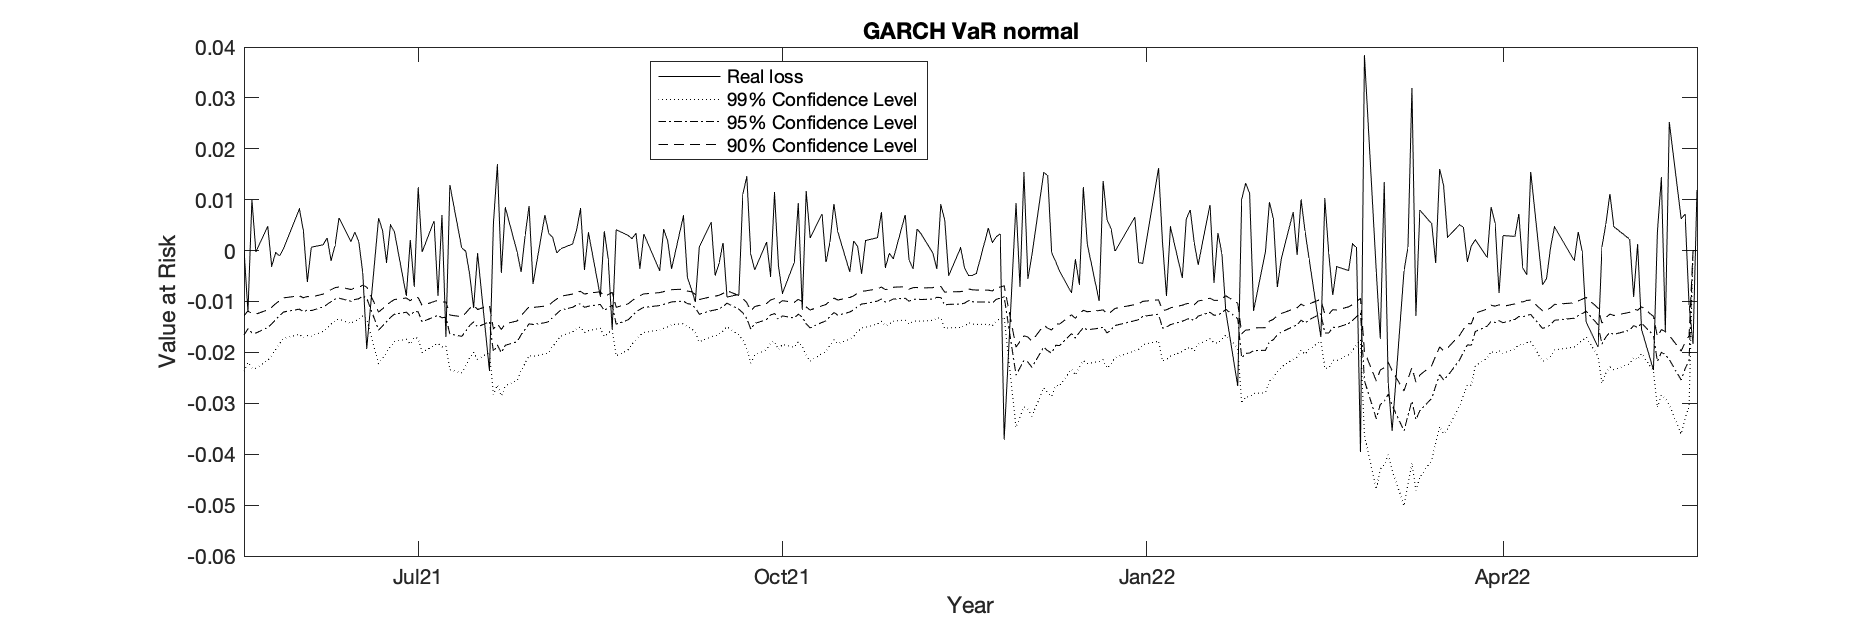 GARCH VaR normal
0.04
0.03
0.02
0.01
0
-0.01
-0.02
-0.03
-0.04
-0.05
-0.06
Value at Risk
Real loss
99% Confidence Level
95% Confidence Level
90% Confidence Level
Jul21 Oct21 Jan22 Apr22
Year